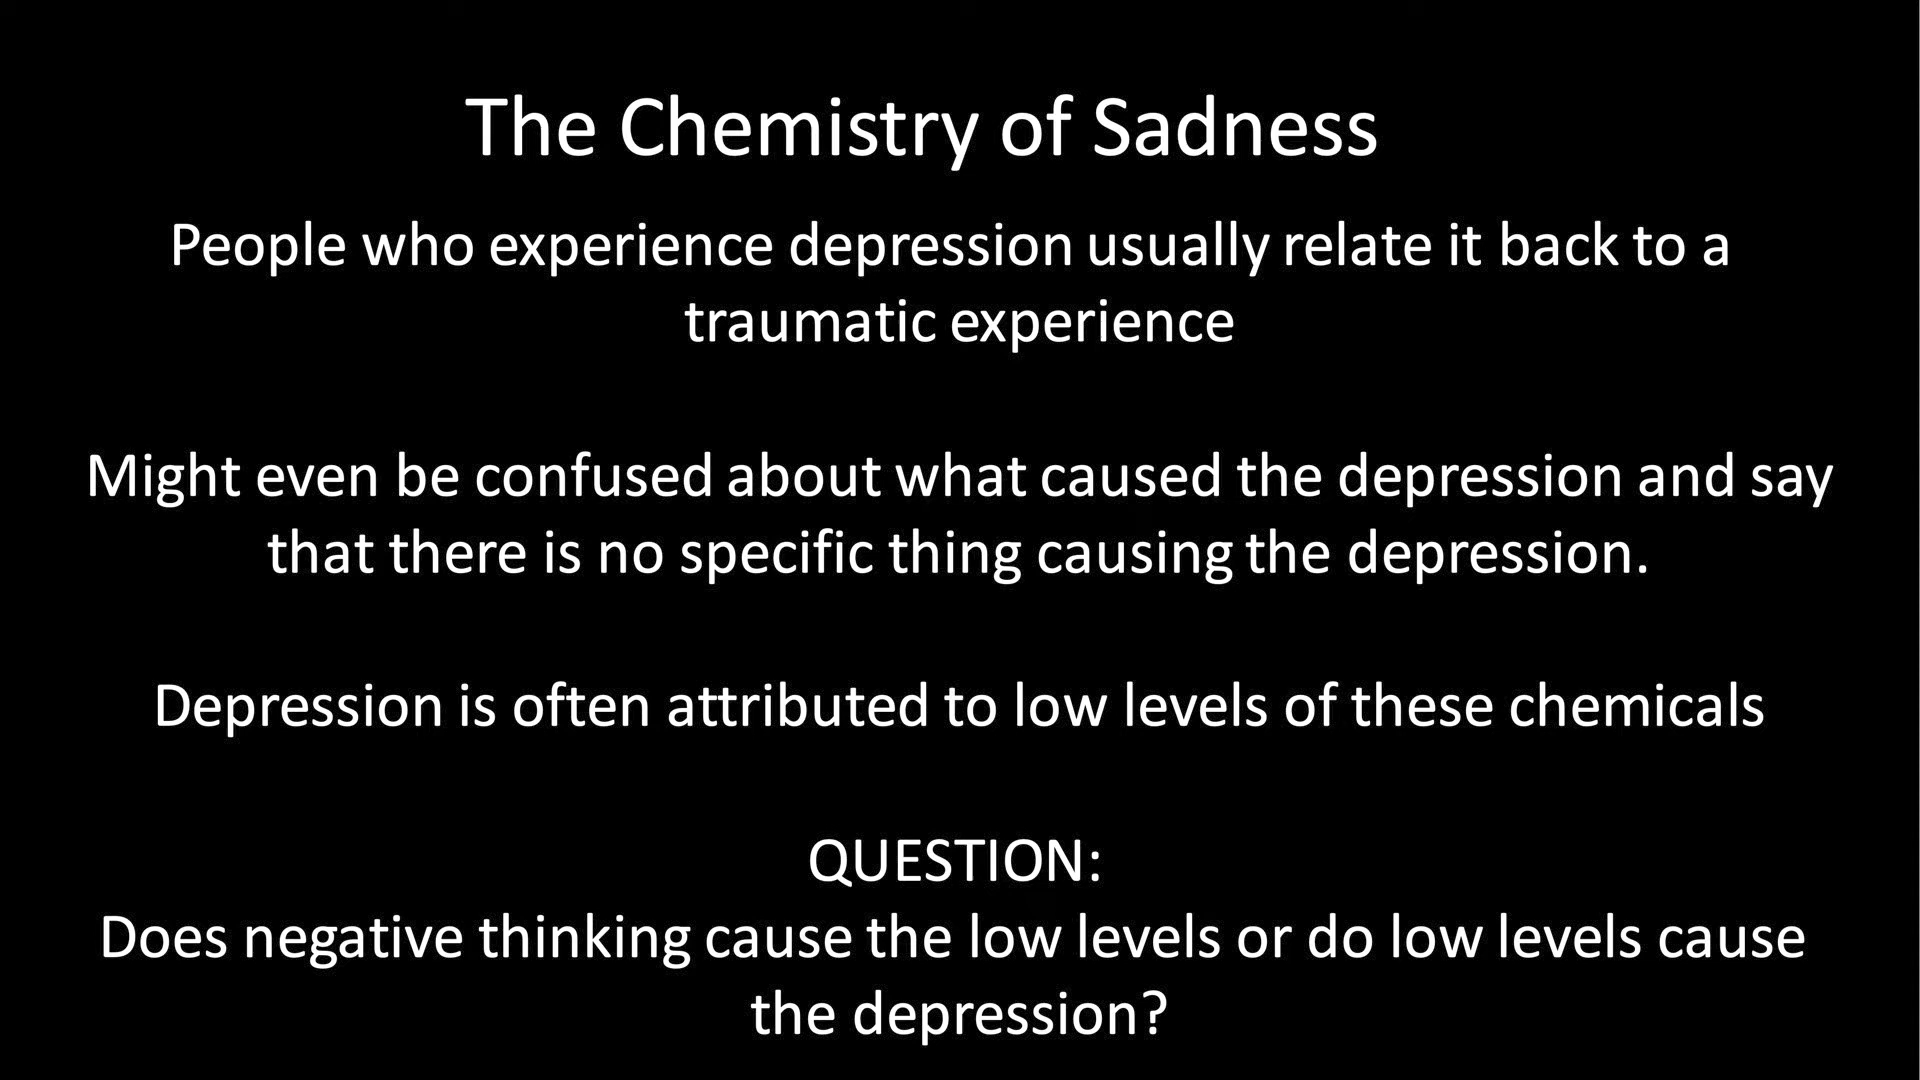 The Chemistry of Sadness
People who experience depression usually relate it back to a
traumatic experience
Might even be confused about what caused the depression and say
that there is no specific thing causing the depression.
Depression is often attributed to low levels of these chemicals
QUESTION:
Does negative thinking cause the low levels or do low levels cause
the depression?